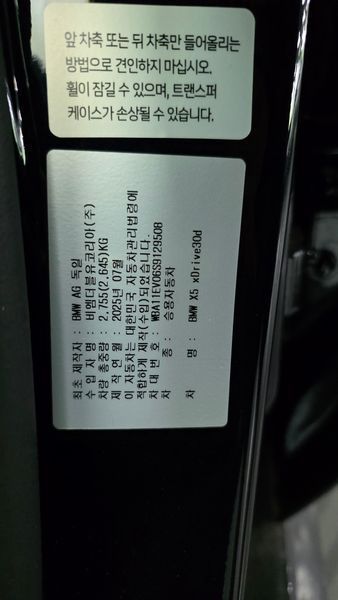 앞 차축 또는 뒤 차축만 들어올리는
방법으로 견인하지 마십시오.
휠이 잠길 수 있으며, 트랜스퍼
케이스가 손상될 수 있습니다.
최초 제작자 : BMW AG 독일
수 입 자 명 : 비엠더블유코리아(주)
차량 총중량 : 2,755(2,645)KG
제 작 연 월 : 2025년 07월
이 자동차는 대한민국 자동차관리법령에
적합하게 제작(수입)되었습니다.
차 대 번 호 : WBA11EV06S9129508
차 종 : 승용자동차
차 명 : BMW X5 xDrive30d